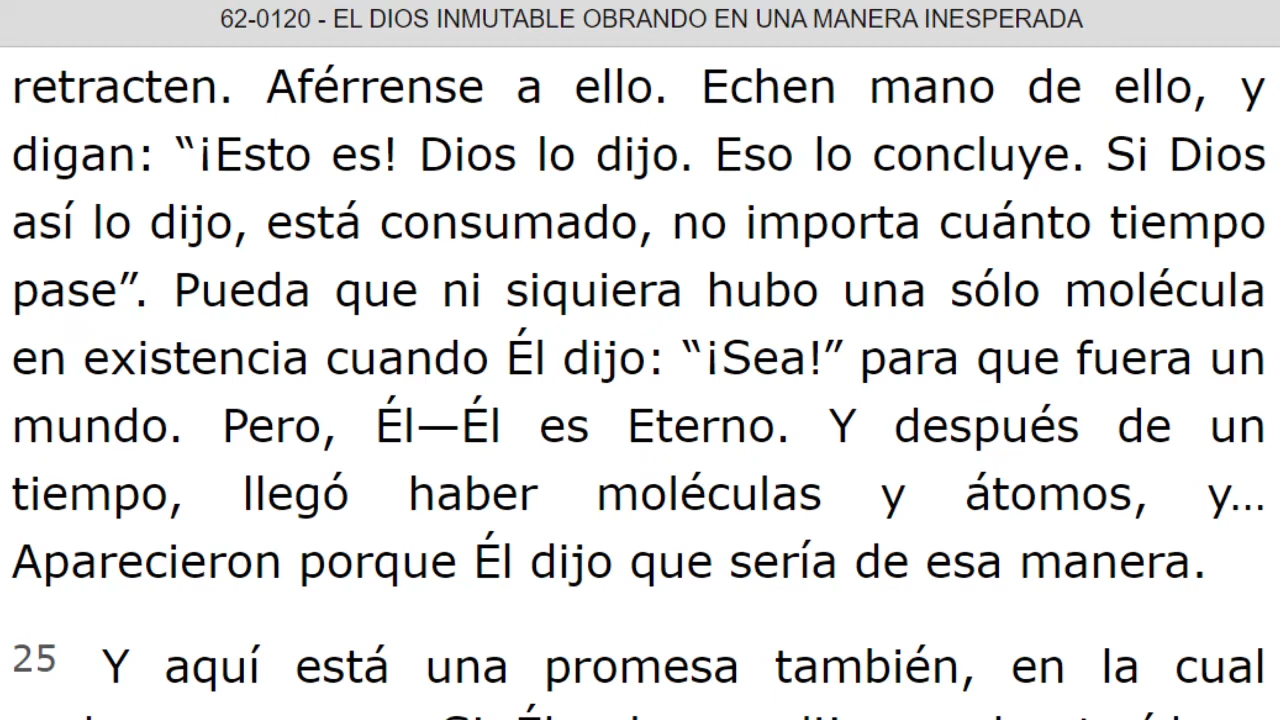 62-0120 - EL DIOS INMUTABLE OBRANDO EN UNA MANERA INESPERADA
retracten. Aférrense a ello. Echen mano de ello, y
digan: “¡Esto es! Dios lo dijo. Eso lo concluye. Si Dios
así lo dijo, está consumado, no importa cuánto tiempo
pase”. Pueda que ni siquiera hubo una sólo molécula
en existencia cuando Él dijo: “¡Sea!” para que fuera un
mundo. Pero, Él—Él es Eterno. Y después de un
tiempo, llegó haber moléculas y átomos, y…
Aparecieron porque Él dijo que sería de esa manera.
25 Y aquí está una promesa también, en la cual